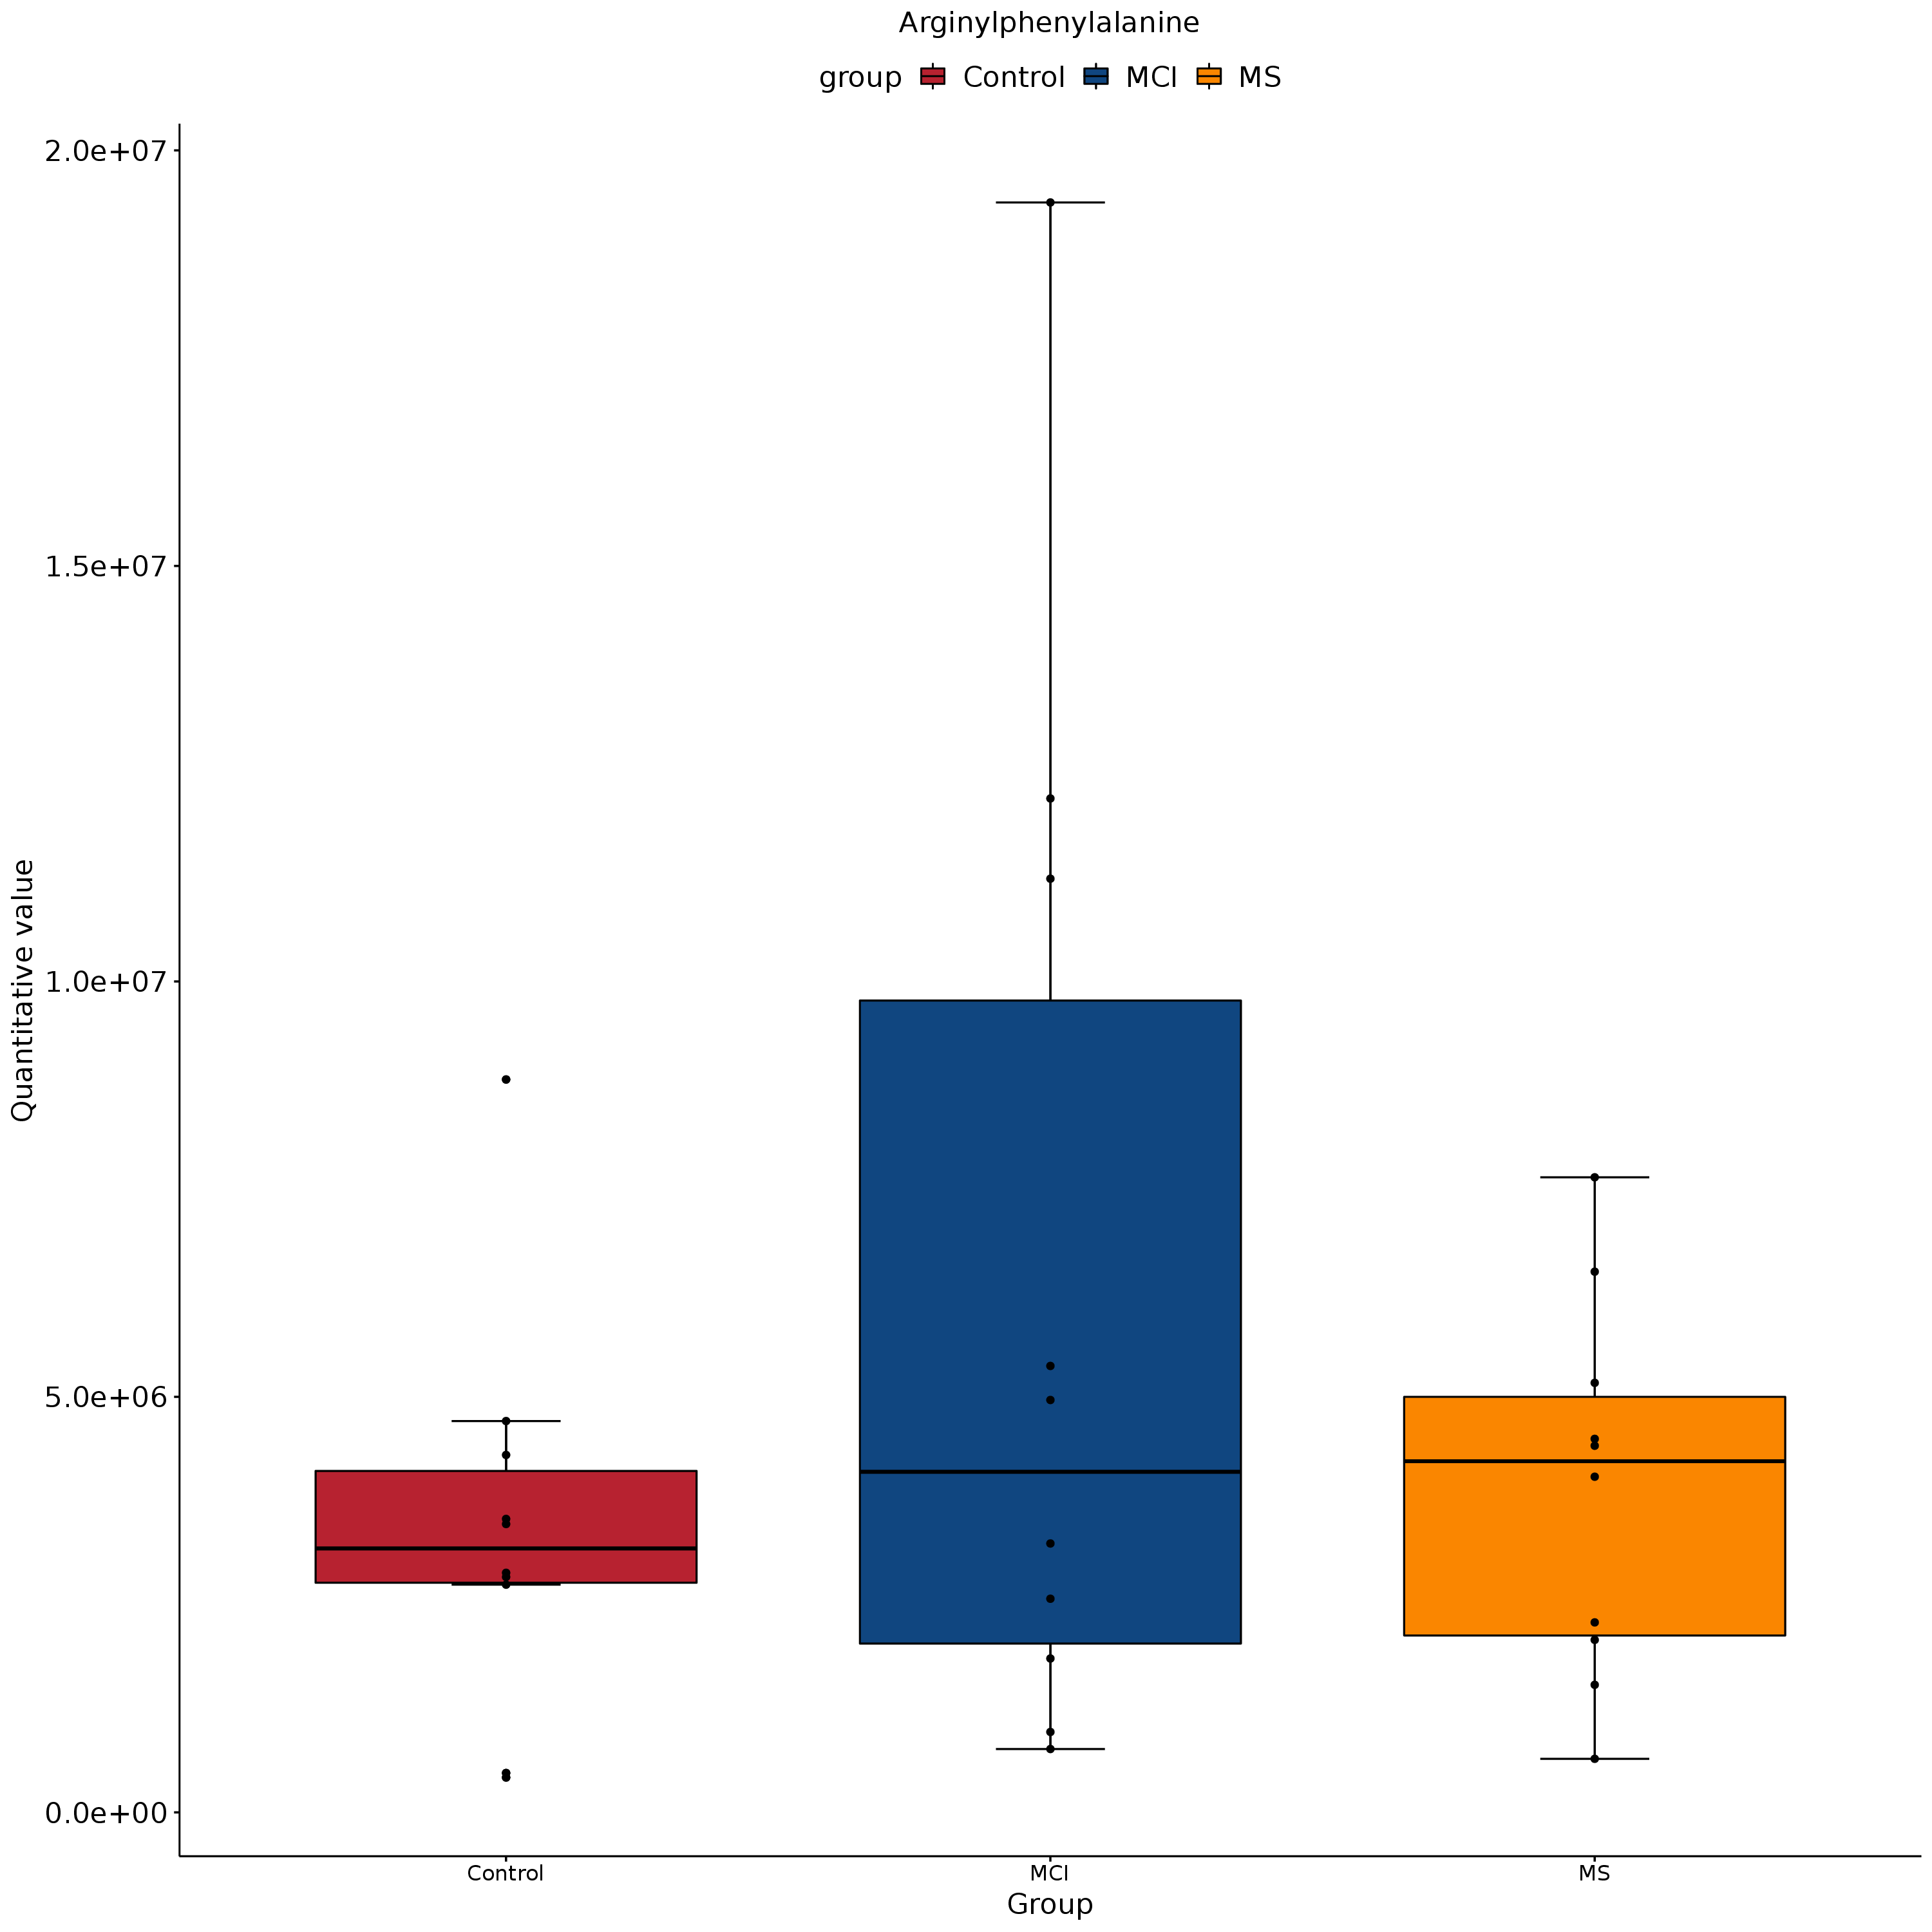 Arginylphenylalanine
group Control MCI MS
Quantitative value
2.0e+07
1.5e+07
1.0e+07
5.0e+06
0.0e+00
Control MCI MS
Group